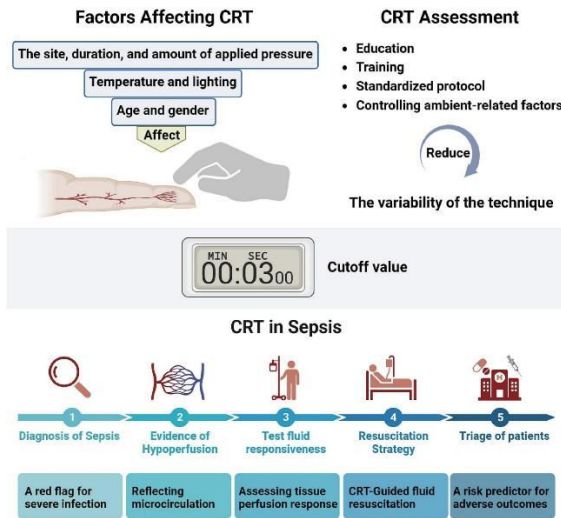 Factors Affecting CRT
The site, duration, and amount of applied pressure
Temperature and lighting
Age and gender
Affect
CRT Assessment
• Education
• Training
• Standardized protocol
• Controlling ambient-related factors
Reduce
The variability of the technique
MIN SEC
00:03 00
Cutoff value
CRT in Sepsis
H
1 2 3 4 5
Diagnosis of Sepsis
Evidence of
Hypoperfusion
Test fluid
responsiveness
Resuscitation
Strategy
Triage of patients
A red flag for
severe infection
Reflecting
microcirculation
Assessing tissue
perfusion response
CRT-Guided fluid
resuscitation
A risk predictor for
adverse outcomes